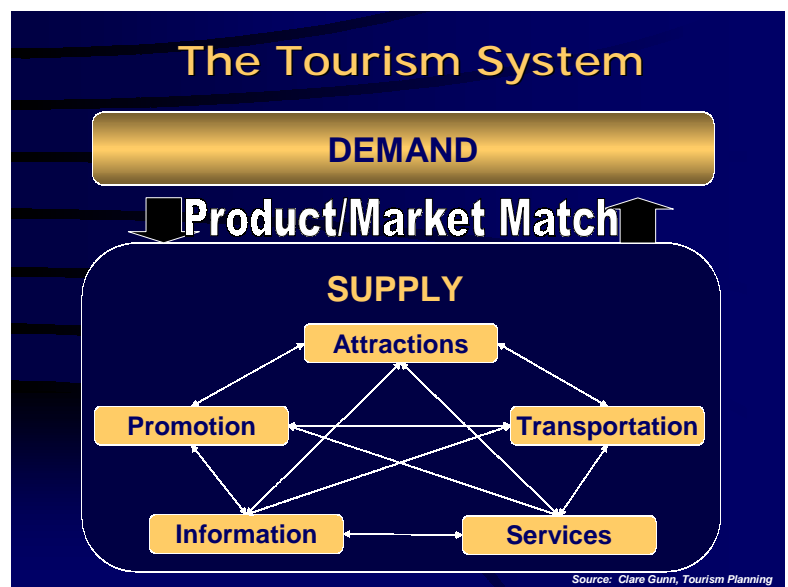 The Tourism System
DEMAND
Product/Market Match
SUPPLY
Attractions
Promotion
Transportation
Information
Services
Source: Clare Gunn, Tourism Planning